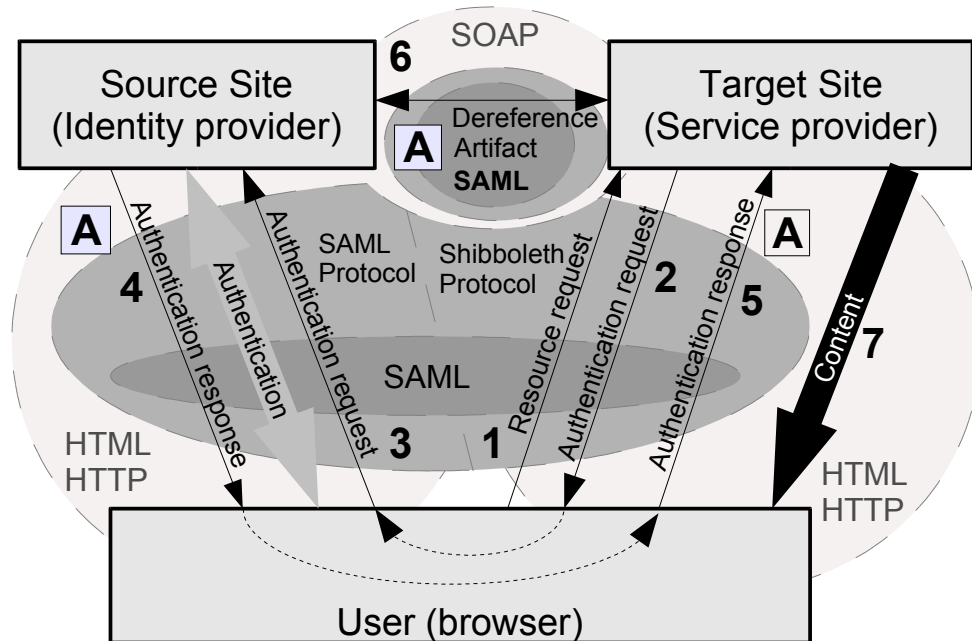 SOAP
6
Source Site
(Identity provider)
Target Site
(Service provider)
A
Dereference
Artifact
SAML
A
4
Authentication response
Authentication
Authentication request
SAML
Protocol
Shibboleth
Protocol
Resource request
Authentication request
2
Authentication response
A
5
Content
7
SAML
3
1
HTML
HTTP
HTML
HTTP
User (browser)